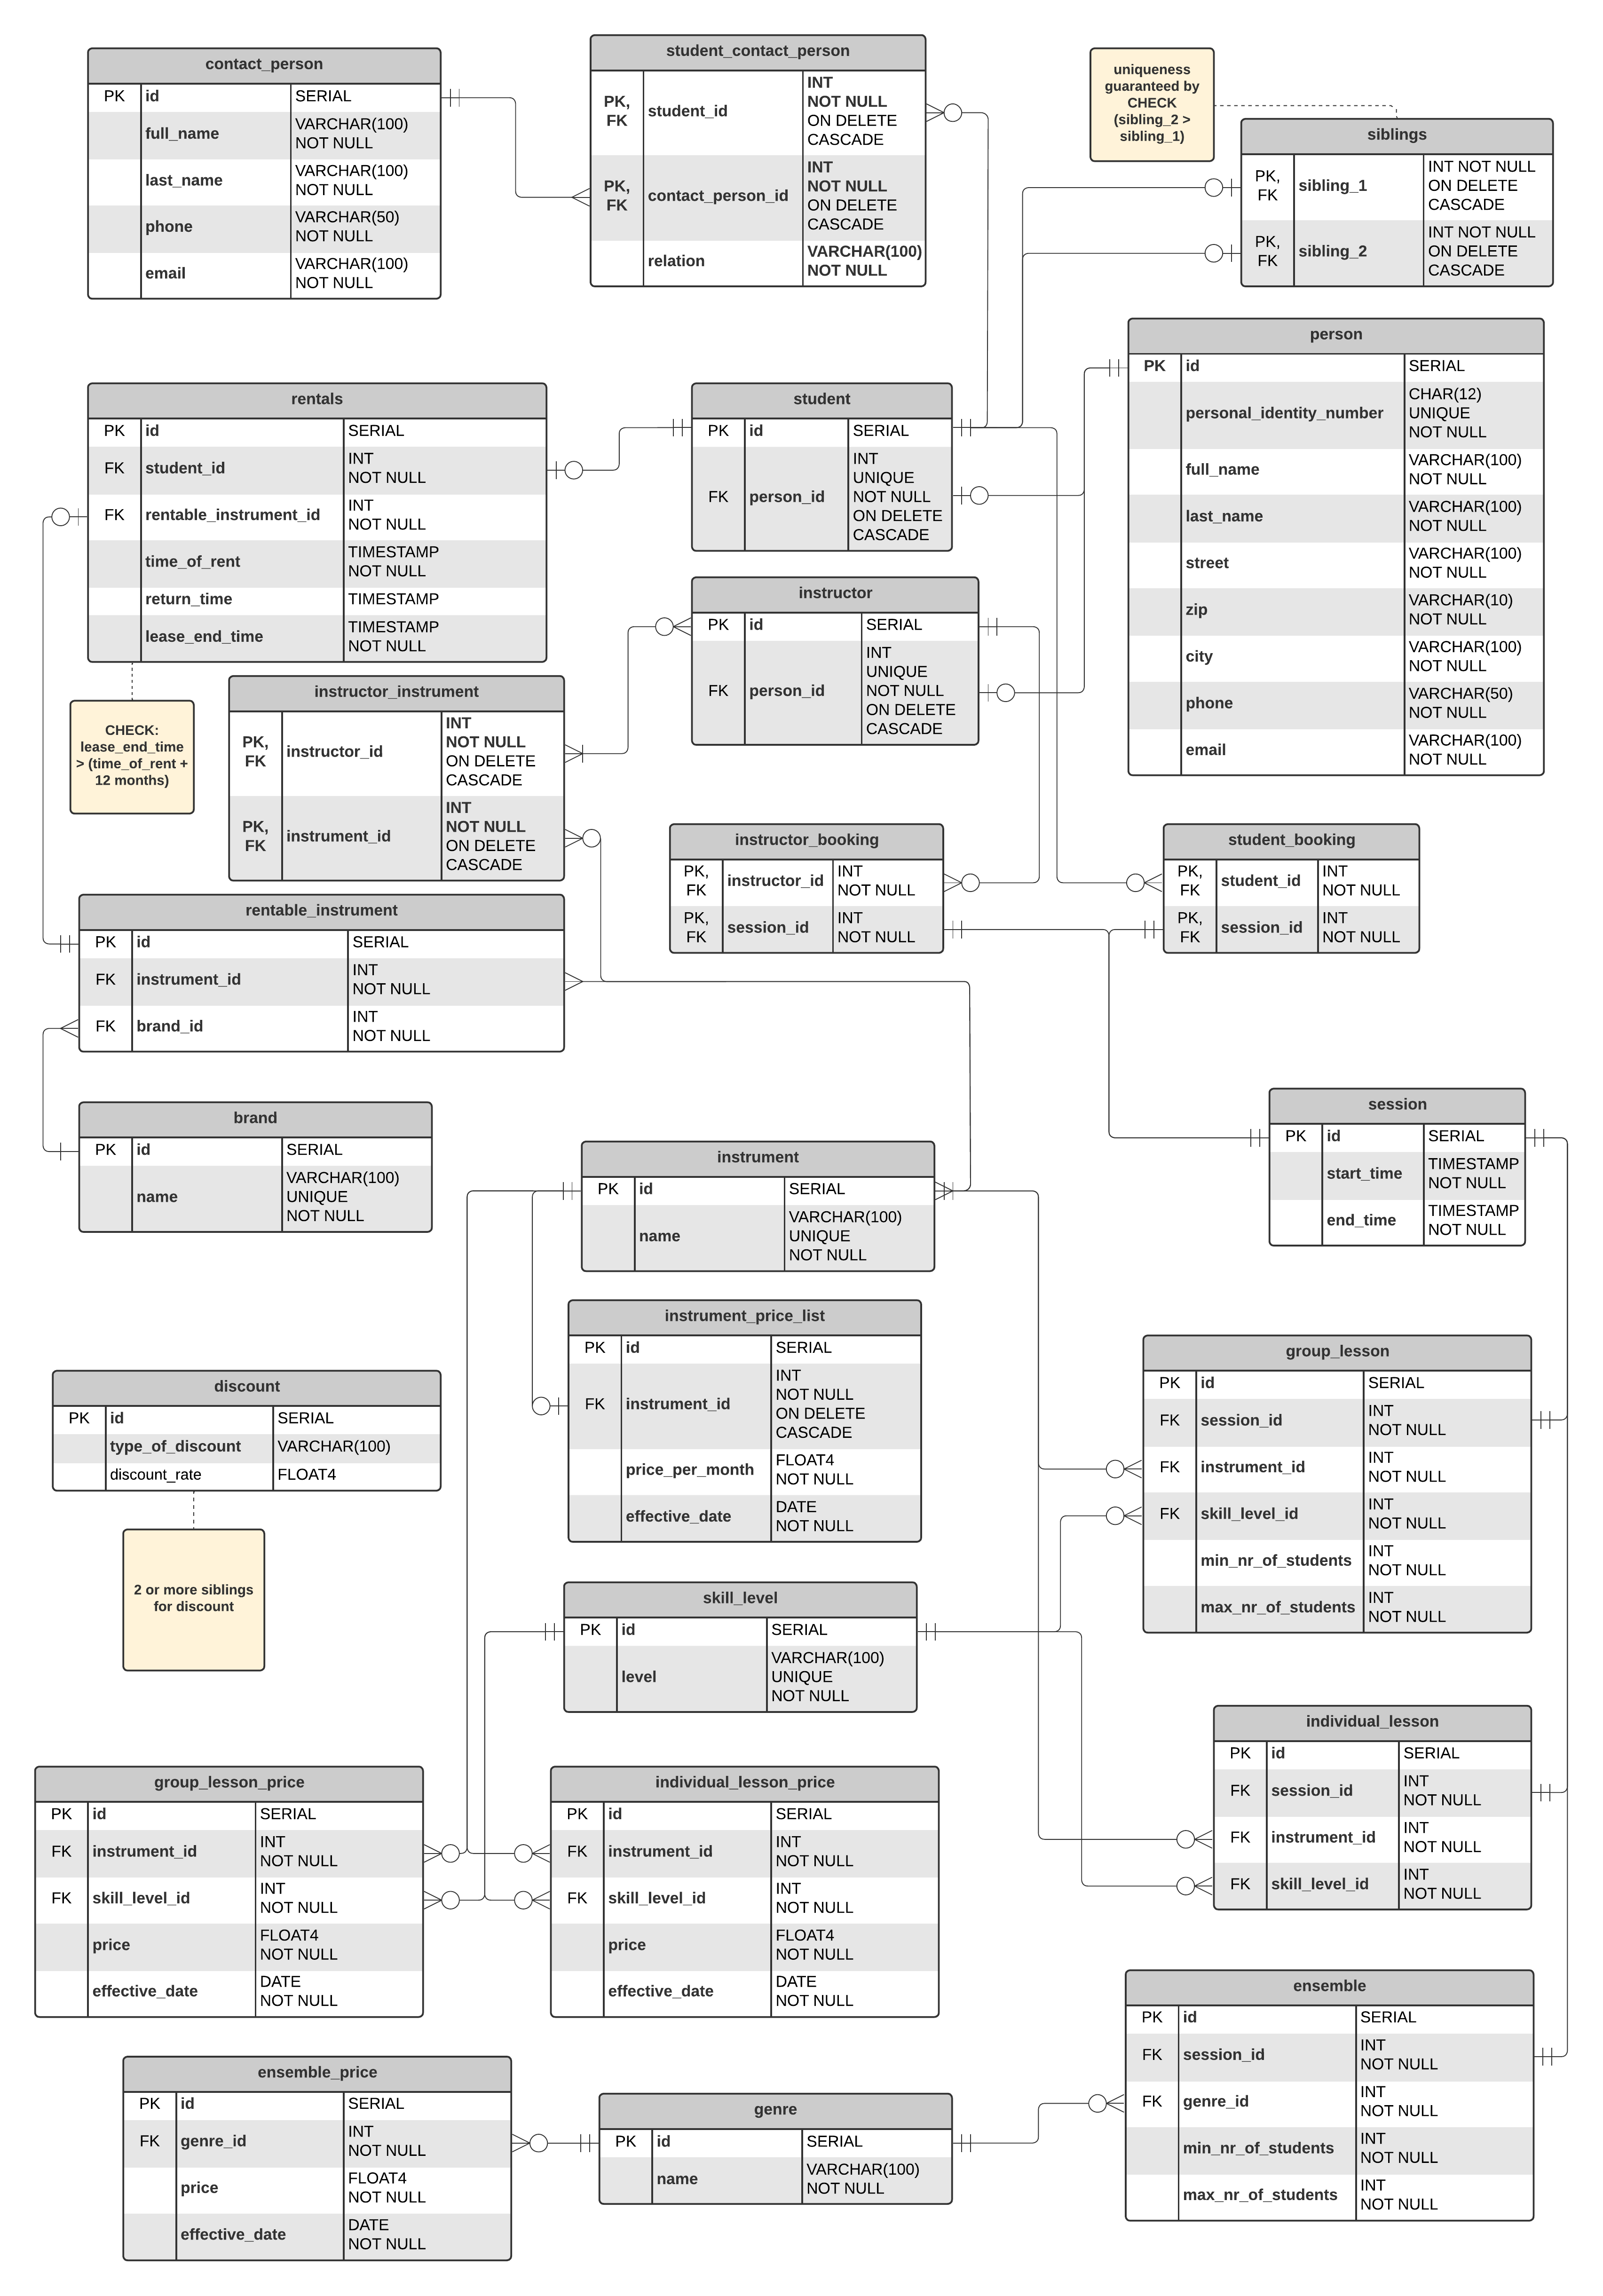 contact_person
PK id SERIAL
full_name VARCHAR(100)
NOT NULL
last_name VARCHAR(100)
NOT NULL
phone VARCHAR(50)
NOT NULL
email VARCHAR(100)
NOT NULL
student_contact_person
PK,
FK
student_id
INT
NOT NULL
ON DELETE
CASCADE
PK,
FK
contact_person_id
INT
NOT NULL
ON DELETE
CASCADE
relation
VARCHAR(100)
NOT NULL
uniqueness
guaranteed by
CHECK
(sibling_2 >
sibling_1)
siblings
PK,
FK
sibling_1
INT NOT NULL
ON DELETE
CASCADE
PK,
FK
sibling_2
INT NOT NULL
ON DELETE
CASCADE
person
PK id SERIAL
personal_identity_number
CHAR(12)
UNIQUE
NOT NULL
full_name
VARCHAR(100)
NOT NULL
last_name
VARCHAR(100)
NOT NULL
street
VARCHAR(100)
NOT NULL
zip
VARCHAR(10)
NOT NULL
city
VARCHAR(100)
NOT NULL
phone
VARCHAR(50)
NOT NULL
email
VARCHAR(100)
NOT NULL
rentals
PK id SERIAL
FK student_id
INT
NOT NULL
FK rentable_instrument_id
INT
NOT NULL
time_of_rent
TIMESTAMP
NOT NULL
return_time TIMESTAMP
lease_end_time
TIMESTAMP
NOT NULL
CHECK:
lease_end_time
> (time_of_rent +
12 months)
student
PK id SERIAL
FK person_id
INT
UNIQUE
NOT NULL
ON DELETE
CASCADE
instructor
PK id SERIAL
FK person_id
INT
UNIQUE
NOT NULL
ON DELETE
CASCADE
instructor_instrument
PK,
FK
instructor_id
INT
NOT NULL
ON DELETE
CASCADE
PK,
FK
instrument_id
INT
NOT NULL
ON DELETE
CASCADE
instructor_booking
PK,
FK
instructor_id
INT
NOT NULL
PK,
FK
session_id
INT
NOT NULL
student_booking
PK,
FK
student_id
INT
NOT NULL
PK,
FK
session_id
INT
NOT NULL
rentable_instrument
PK id SERIAL
FK instrument_id
INT
NOT NULL
FK brand_id
INT
NOT NULL
brand
PK id SERIAL
name
VARCHAR(100)
UNIQUE
NOT NULL
instrument
PK id SERIAL
name
VARCHAR(100)
UNIQUE
NOT NULL
session
PK id SERIAL
start_time
TIMESTAMP
NOT NULL
end_time
TIMESTAMP
NOT NULL
instrument_price_list
PK id SERIAL
FK instrument_id
INT
NOT NULL
ON DELETE
CASCADE
price_per_month
FLOAT4
NOT NULL
effective_date
DATE
NOT NULL
discount
PK id SERIAL
type_of_discount VARCHAR(100)
discount_rate FLOAT4
2 or more siblings
for discount
group_lesson
PK id SERIAL
FK session_id
INT
NOT NULL
FK instrument_id
INT
NOT NULL
FK skill_level_id
INT
NOT NULL
min_nr_of_students
INT
NOT NULL
max_nr_of_students
INT
NOT NULL
skill_level
PK id SERIAL
level
VARCHAR(100)
UNIQUE
NOT NULL
individual_lesson
PK id SERIAL
FK session_id
INT
NOT NULL
FK instrument_id
INT
NOT NULL
FK skill_level_id
INT
NOT NULL
group_lesson_price
PK id SERIAL
FK instrument_id
INT
NOT NULL
FK skill_level_id
INT
NOT NULL
price
FLOAT4
NOT NULL
effective_date
DATE
NOT NULL
individual_lesson_price
PK id SERIAL
FK instrument_id
INT
NOT NULL
FK skill_level_id
INT
NOT NULL
price
FLOAT4
NOT NULL
effective_date
DATE
NOT NULL
ensemble
PK id SERIAL
FK session_id
INT
NOT NULL
FK genre_id
INT
NOT NULL
min_nr_of_students
INT
NOT NULL
max_nr_of_students
INT
NOT NULL
ensemble_price
PK id SERIAL
FK genre_id
INT
NOT NULL
price
FLOAT4
NOT NULL
effective_date
DATE
NOT NULL
genre
PK id SERIAL
name
VARCHAR(100)
NOT NULL